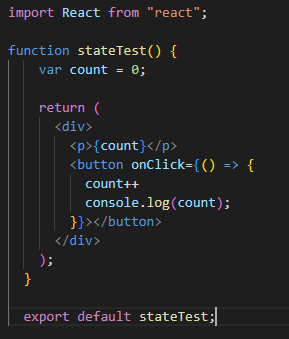 import React from "react";
function stateTest() {
var count = 0;
return (
<div>
<p>{count}</p>
<button onClick={() => {
count++
console.log(count);
}}></button>
</div>
);
}
export default stateTest;